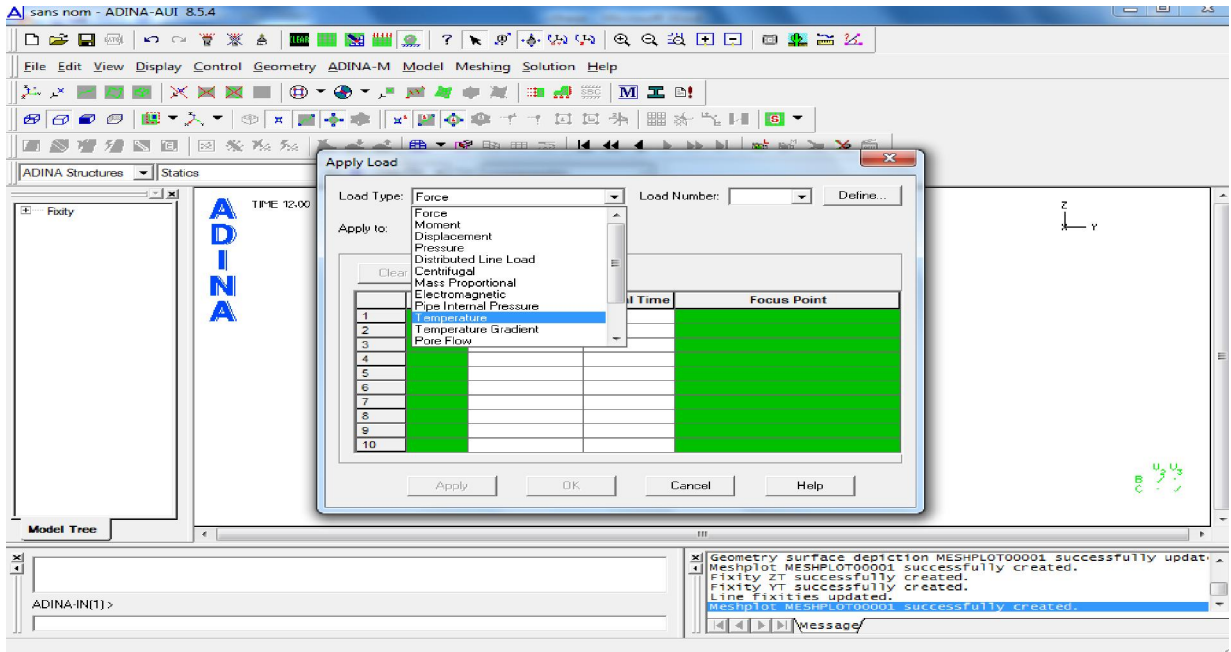 sans nom - ADINA-AUI 8.5.4
File Edit View Display Control Geometry ADINA-M Model Meshing Solution Help
ADINA Structures Statics
Fixity
ADINA
TIME 12.00
Z
X Y
Apply Load
Load Type: Force Load Number: Define...
Force
Moment
Displacement
Pressure
Distributed Line Load
Centrifugal
Mass Proportional
Electromagnetic
Pipe Internal Pressure
Temperature
Temperature Gradient
Pore Flow
Apply to:
Clear
l Time Focus Point
1
2
3
4
5
6
7
8
9
10
Apply OK Cancel Help
U2 U3
B
C
Model Tree
ADINA-IN(1) >
Geometry surface depiction MESHPLOT00001 successfully updat
Meshplot MESHPLOT00001 successfully created.
Fixity ZT successfully created.
Fixity YT successfully created.
Line fixities updated.
Meshplot MESHPLOT00001 successfully created.
Message